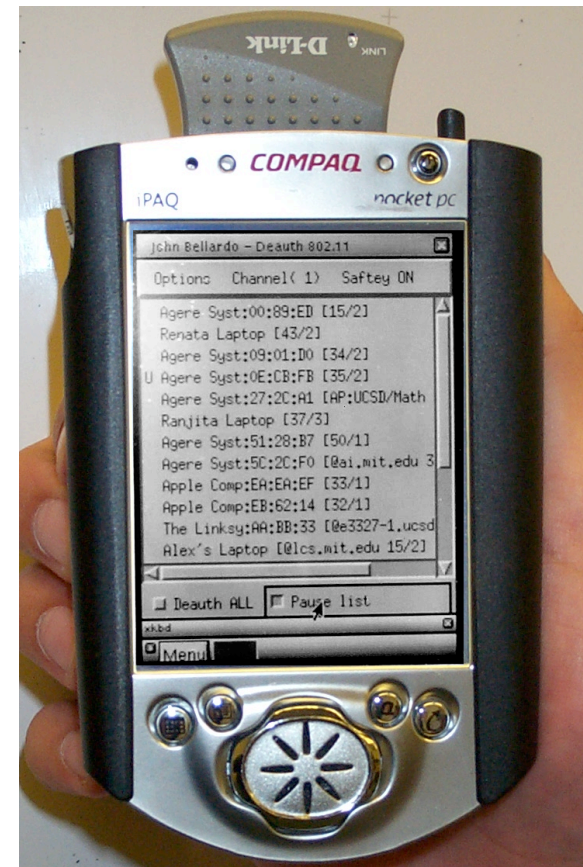 D-Link
LINK
COMPAQ
iPAQ pocket pc
John Bellardo - Deauth 802.11
Options Channel( 1) Saftey ON
Agere Syst:00:89:ED [15/2]
Renata Laptop [43/2]
Agere Syst:09:01:D0 [34/2]
U Agere Syst:0E:CB:FB [35/2]
Agere Syst:27:2C:A1 [AP:UCSD/Math
Ranjita Laptop [37/3]
Agere Syst:51:28:B7 [50/1]
Agere Syst:5C:2C:F0 [@ai.mit.edu 3
Apple Comp:EA:EA:EF [33/1]
Apple Comp:EB:62:14 [32/1]
The Linksy:AA:BB:33 [@e3327-1.ucsd
Alex's Laptop [@lcs.mit.edu 15/2]
Deauth ALL Pause list
xkbd
Menu